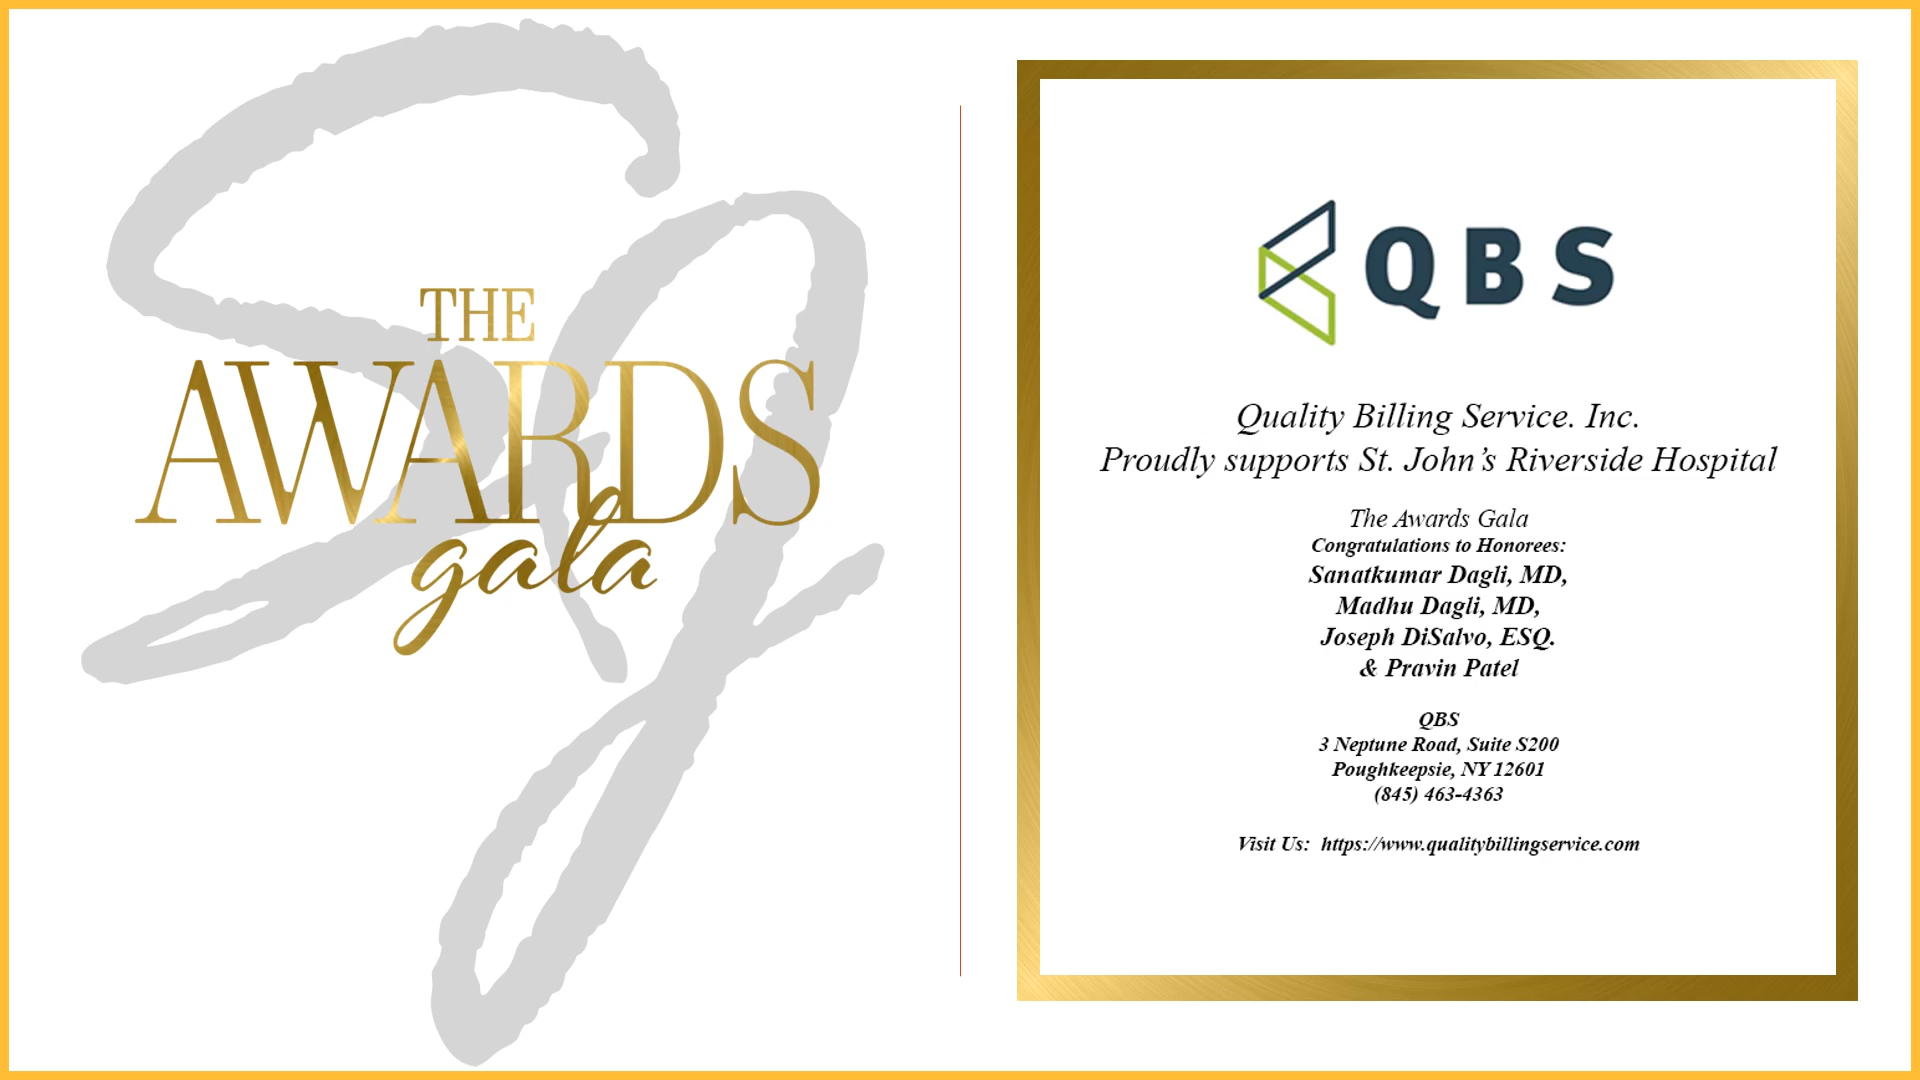 THE
AWARDS
gala
QBS
Quality Billing Service. Inc.
Proudly supports St. John’s Riverside Hospital
The Awards Gala
Congratulations to Honorees:
Sanatkumar Dagli, MD,
Madhu Dagli, MD,
Joseph DiSalvo, ESQ.
& Pravin Patel
QBS
3 Neptune Road, Suite S200
Poughkeepsie, NY 12601
(845) 463-4363
Visit Us:  https://www.qualitybillingservice.com